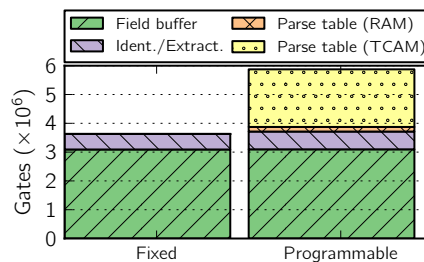 Field buffer
Ident./Extract.
Parse table (RAM)
Parse table (TCAM)
Gates (×10⁶)
6
5
4
3
2
1
0
Fixed
Programmable